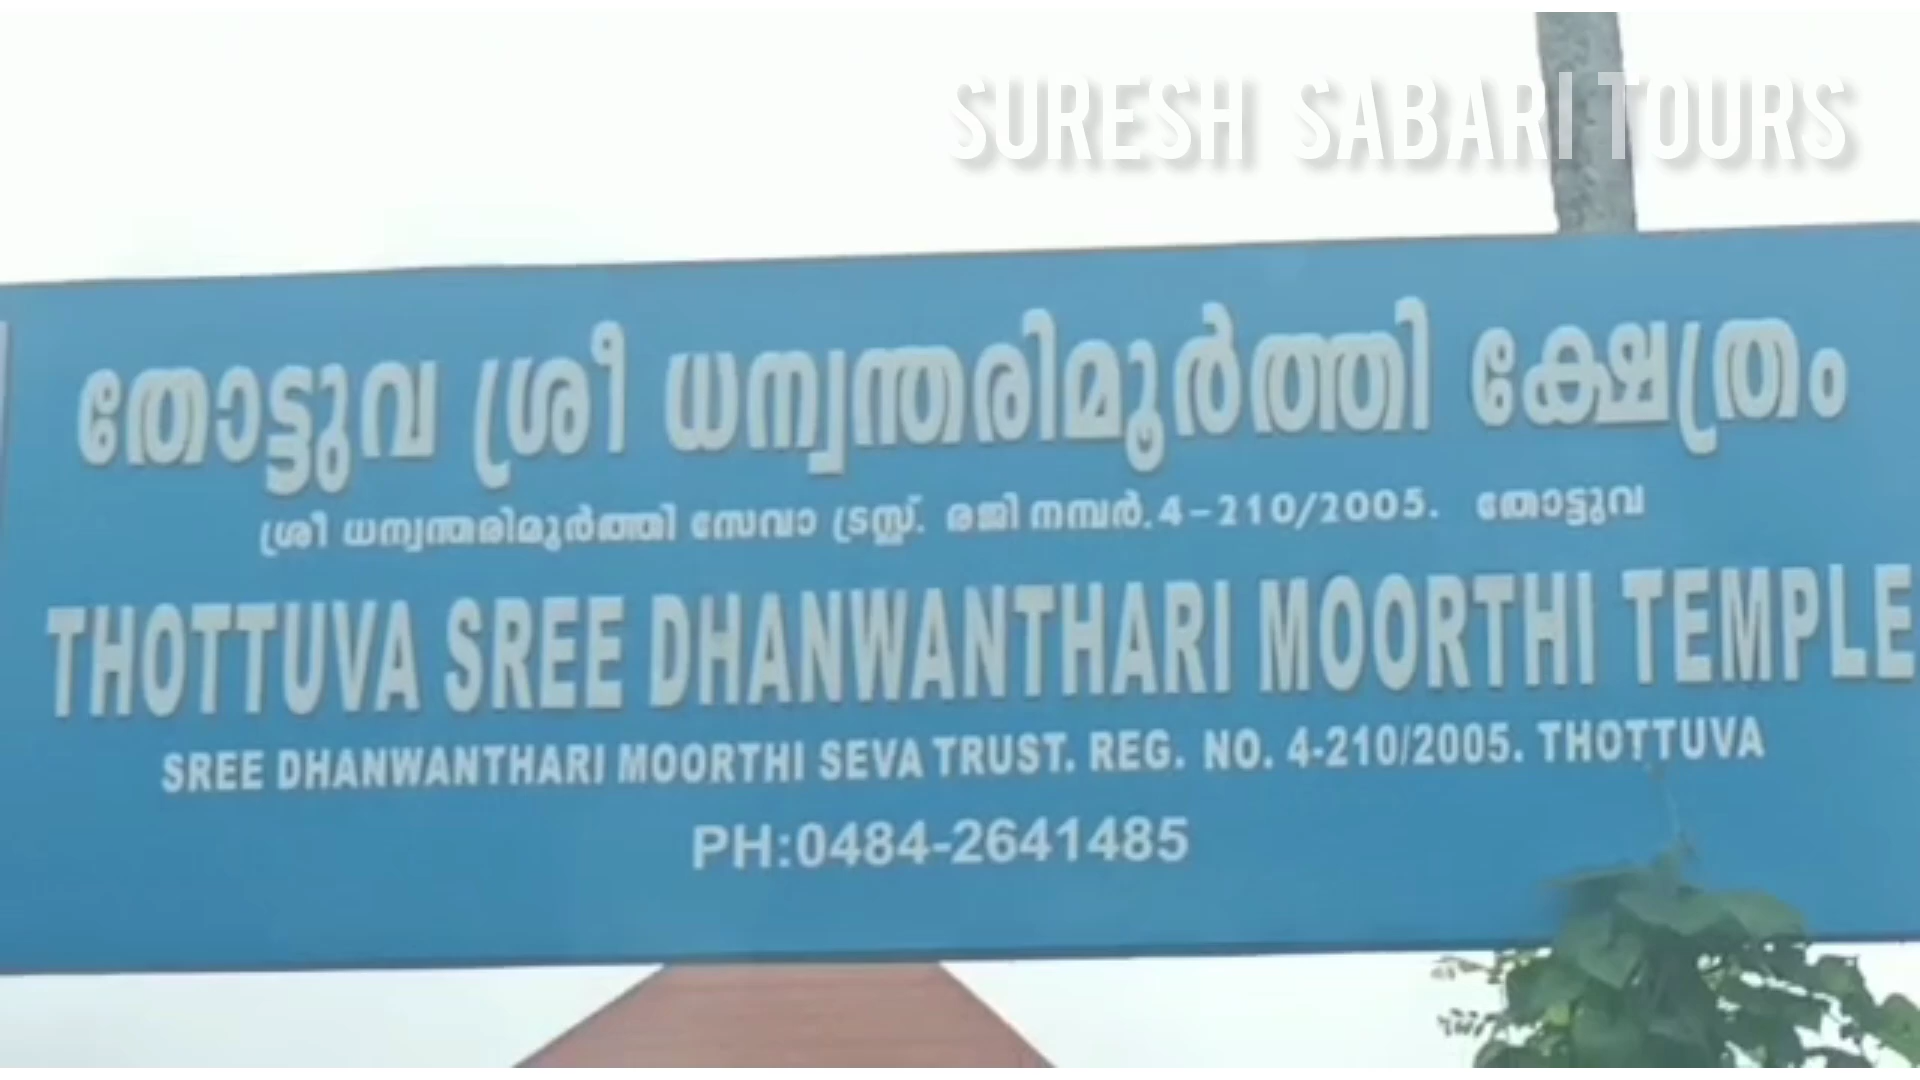 SURESH SABARI TOURS
തോട്ടുവ ശ്രീ ധന്വന്തരിമൂർത്തി ക്ഷേത്രം
ശ്രീ ധന്വന്തരിമൂർത്തി സേവാ ട്രസ്റ്റ്. രജി നമ്പർ.4-210/2005. തോട്ടുവ
THOTTUVA SREE DHANWANTHARI MOORTHI TEMPLE
SREE DHANWANTHARI MOORTHI SEVA TRUST. REG. NO. 4-210/2005. THOTTUVA
PH:0484-2641485